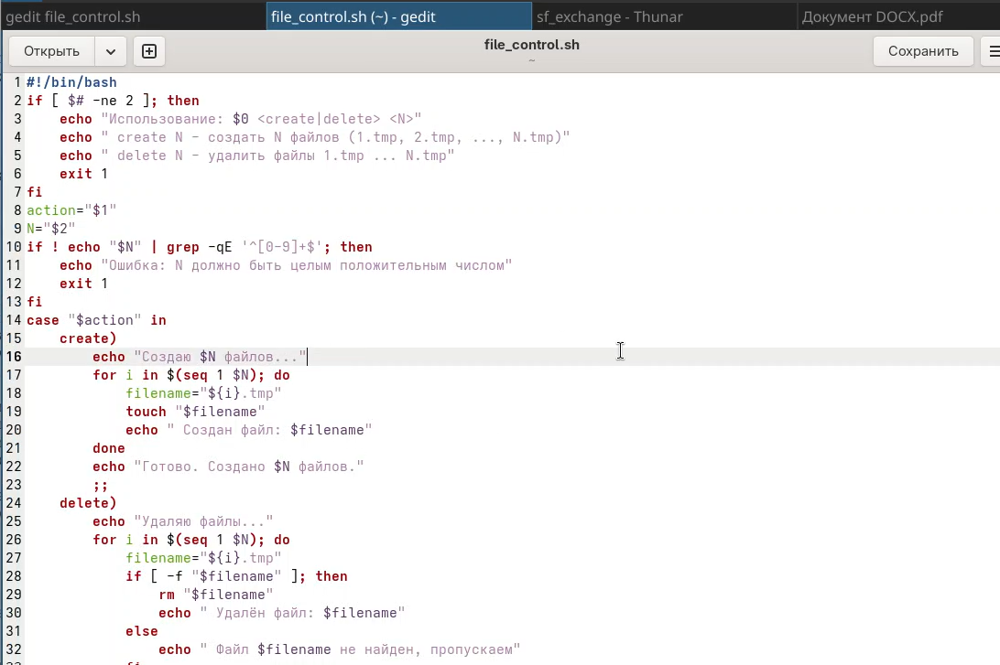 gedit file_control.sh
file_control.sh (~) - gedit
sf_exchange - Thunar
Документ DOCX.pdf
Открыть
file_control.sh
~
Сохранить
1 #!/bin/bash
2 if [ $# -ne 2 ]; then
3     echo "Использование: $0 <create|delete> <N>"
4     echo " create N - создать N файлов (1.tmp, 2.tmp, ..., N.tmp)"
5     echo " delete N - удалить файлы 1.tmp ... N.tmp"
6     exit 1
7 fi
8 action="$1"
9 N="$2"
10 if ! echo "$N" | grep -qE '^[0-9]+$'; then
11     echo "Ошибка: N должно быть целым положительным числом"
12     exit 1
13 fi
14 case "$action" in
15     create)
16         echo "Создаю $N файлов..."
17         for i in $(seq 1 $N); do
18             filename="${i}.tmp"
19             touch "$filename"
20             echo " Создан файл: $filename"
21         done
22         echo "Готово. Создано $N файлов."
23         ;;
24     delete)
25         echo "Удаляю файлы..."
26         for i in $(seq 1 $N); do
27             filename="${i}.tmp"
28             if [ -f "$filename" ]; then
29                 rm "$filename"
30                 echo " Удалён файл: $filename"
31             else
32                 echo " Файл $filename не найден, пропускаем"